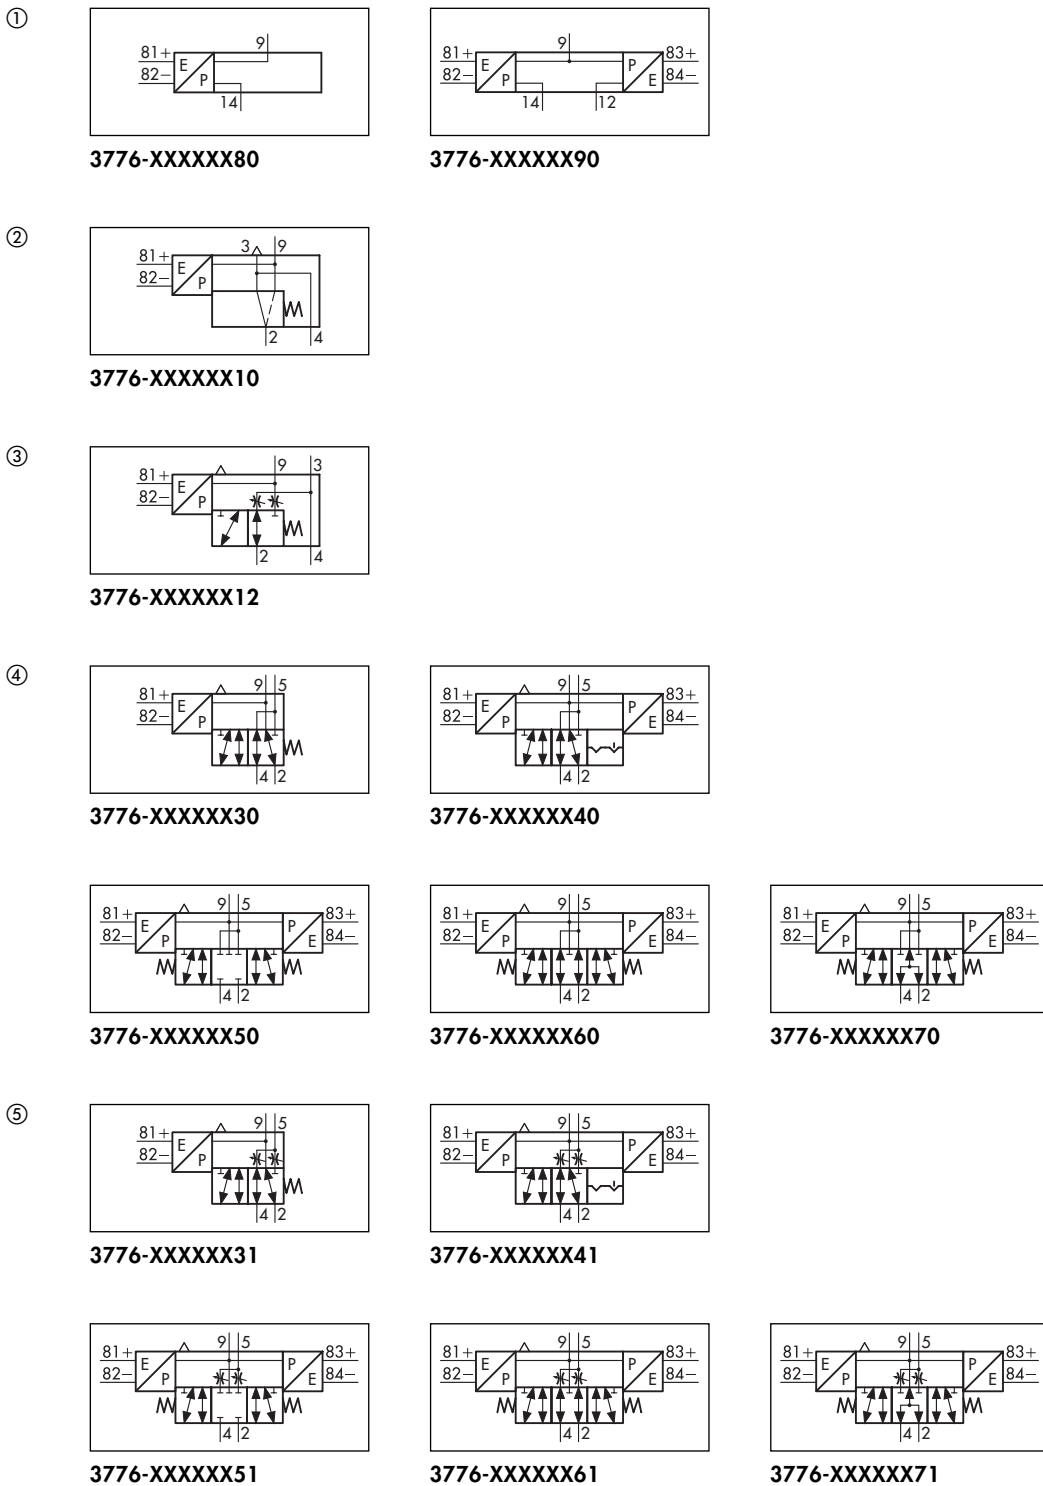 ①
81+
82−
E
P
9
14
3776-XXXXXX80
81+
82−
E
P
9
14
12
P
E
83+
84−
3776-XXXXXX90
②
81+
82−
E
P
3
9
2
4
3776-XXXXXX10
③
81+
82−
E
P
9
3
2
4
3776-XXXXXX12
④
81+
82−
E
P
9
5
4
2
3776-XXXXXX30
81+
82−
E
P
9
5
4
2
P
E
83+
84−
3776-XXXXXX40
81+
82−
E
P
9
5
4
2
P
E
83+
84−
3776-XXXXXX50
81+
82−
E
P
9
5
4
2
P
E
83+
84−
3776-XXXXXX60
81+
82−
E
P
9
5
4
2
P
E
83+
84−
3776-XXXXXX70
⑤
81+
82−
E
P
9
5
4
2
3776-XXXXXX31
81+
82−
E
P
9
5
4
2
P
E
83+
84−
3776-XXXXXX41
81+
82−
E
P
9
5
4
2
P
E
83+
84−
3776-XXXXXX51
81+
82−
E
P
9
5
4
2
P
E
83+
84−
3776-XXXXXX61
81+
82−
E
P
9
5
4
2
P
E
83+
84−
3776-XXXXXX71